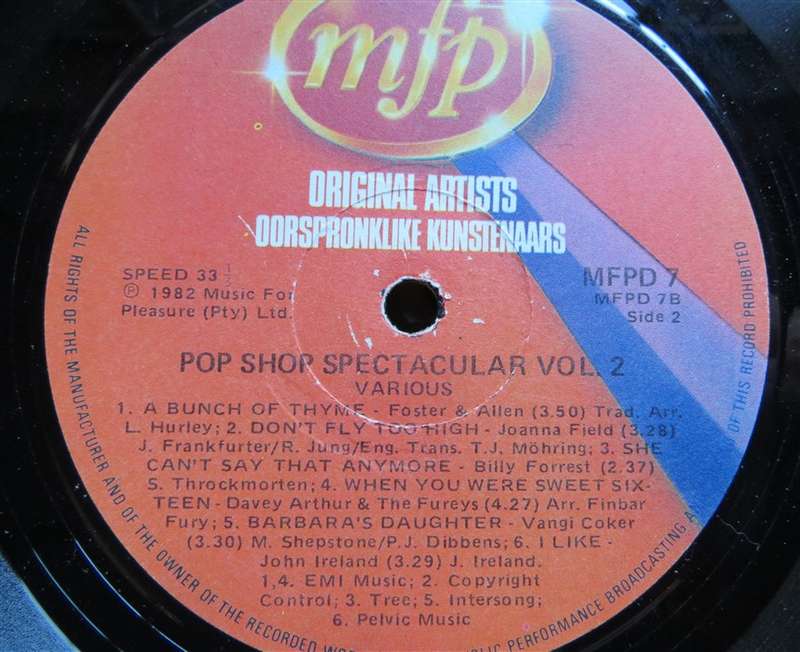 mfp
ORIGINAL ARTISTS
OORSPRONKLIKE KUNSTENAARS
SPEED 33 1/2
℗ 1982 Music For
Pleasure (Pty) Ltd.
MFPD 7
MFPD 7B
Side 2
POP SHOP SPECTACULAR VOL. 2
VARIOUS
1. A BUNCH OF THYME - Foster & Allen (3.50) Trad. Arr.
L. Hurley; 2. DON'T FLY TOO HIGH - Joanna Field (3.28)
J. Frankfurter/R. Jung/Eng. Trans. T.J. Möhring; 3. SHE
CAN'T SAY THAT ANYMORE - Billy Forrest (2.37)
S. Throckmorten; 4. WHEN YOU WERE SWEET SIX-
TEEN - Davey Arthur & The Fureys (4.27) Arr. Finbar
Fury; 5. BARBARA'S DAUGHTER - Vangi Coker
(3.30) M. Shepstone/P.J. Dibbens; 6. I LIKE -
John Ireland (3.29) J. Ireland.
1,4. EMI Music; 2. Copyright
Control; 3. Tree; 5. Intersong;
6. Pelvic Music
ALL RIGHTS OF THE MANUFACTURER AND OF THE OWNER OF THE RECORDED
PUBLIC PERFORMANCE BROADCASTING
OF THIS RECORD PROHIBITED